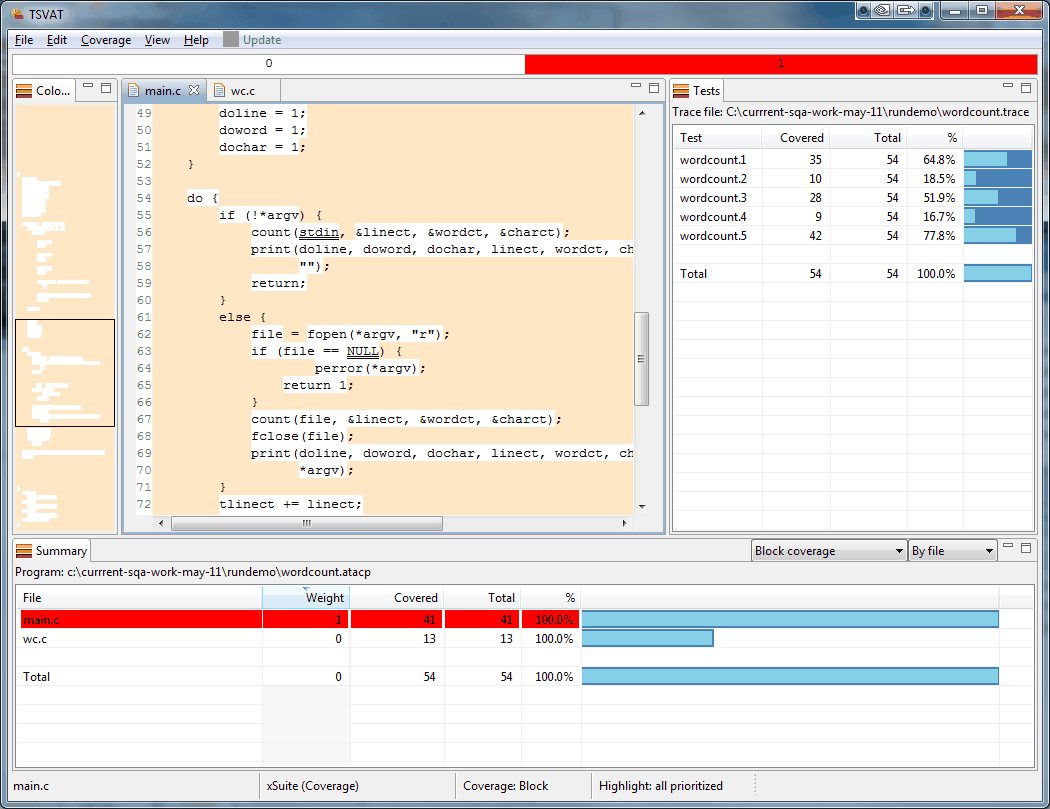 TSVAT
File Edit Coverage View Help Update
0 1
Colo... main.c wc.c Tests
49 doline = 1;
50 doword = 1;
51 dochar = 1;
52 }
53
54 do {
55 if (!*argv) {
56 count(stdin, &linect, &wordct, &charct);
57 print(doline, doword, dochar, linect, wordct, ch
58 "");
59 return;
60 }
61 else {
62 file = fopen(*argv, "r");
63 if (file == NULL) {
64 perror(*argv);
65 return 1;
66 }
67 count(file, &linect, &wordct, &charct);
68 fclose(file);
69 print(doline, doword, dochar, linect, wordct, ch
70 *argv);
71 }
72 tlinect += linect;
Trace file: C:\currrent-sqa-work-may-11\rundemo\wordcount.trace
Test Covered Total %
wordcount.1 35 54 64.8%
wordcount.2 10 54 18.5%
wordcount.3 28 54 51.9%
wordcount.4 9 54 16.7%
wordcount.5 42 54 77.8%
Total 54 54 100.0%
Summary Block coverage By file
Program: c:\currrent-sqa-work-may-11\rundemo\wordcount.atacp
File Weight Covered Total %
main.c 1 41 41 100.0%
wc.c 0 13 13 100.0%
Total 0 54 54 100.0%
main.c xSuite (Coverage) Coverage: Block Highlight: all prioritized